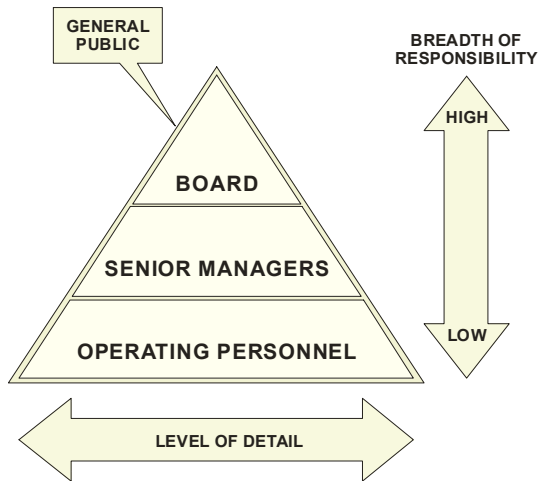 GENERAL
PUBLIC
BREADTH OF
RESPONSIBILITY
HIGH
BOARD
SENIOR MANAGERS
LOW
OPERATING PERSONNEL
LEVEL OF DETAIL